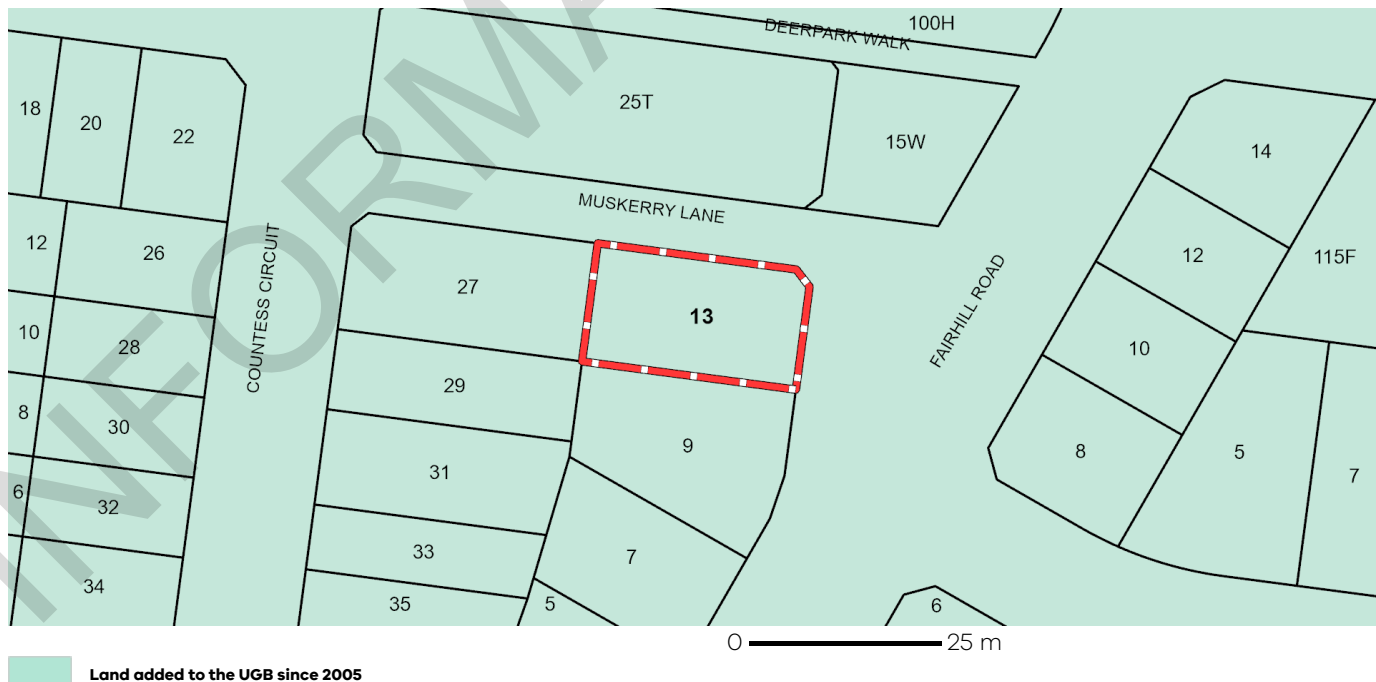 100H
DEERPARK WALK
25T
15W
18
20
22
14
MUSKERRY LANE
12
26
COUNTESS CIRCUIT
27
13
FAIRHILL ROAD
12
115F
10
28
29
10
8
30
31
9
8
5
7
6
32
33
7
34
35
5
6
INFORMA
0
25 m
Land added to the UGB since 2005